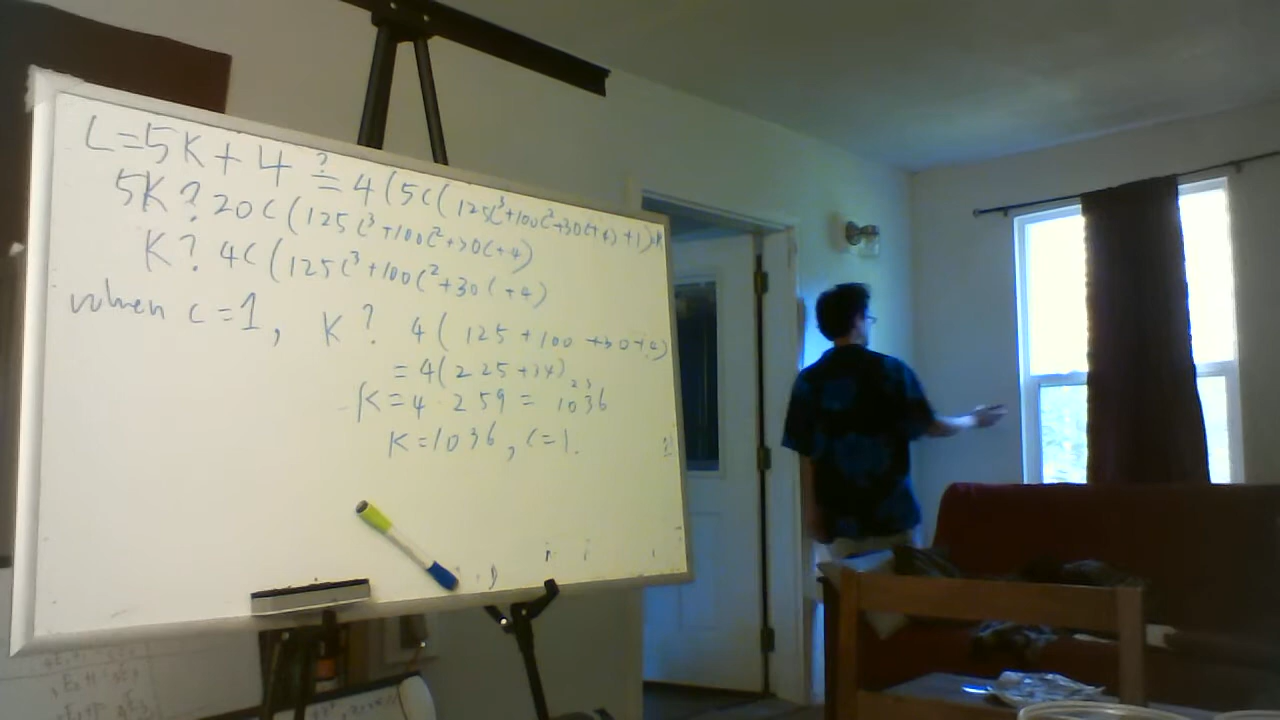 L=5K+4 ?= 4(5c(125c³+100c²+30c+4)+1)
5K ? 20c(125c³+100c²+30c+4)
K ? 4c(125c³+100c²+30c+4)
when c=1, K ? 4(125+100+30+4)
=4(225+34)
K=4·259=1036
K=1036, c=1.